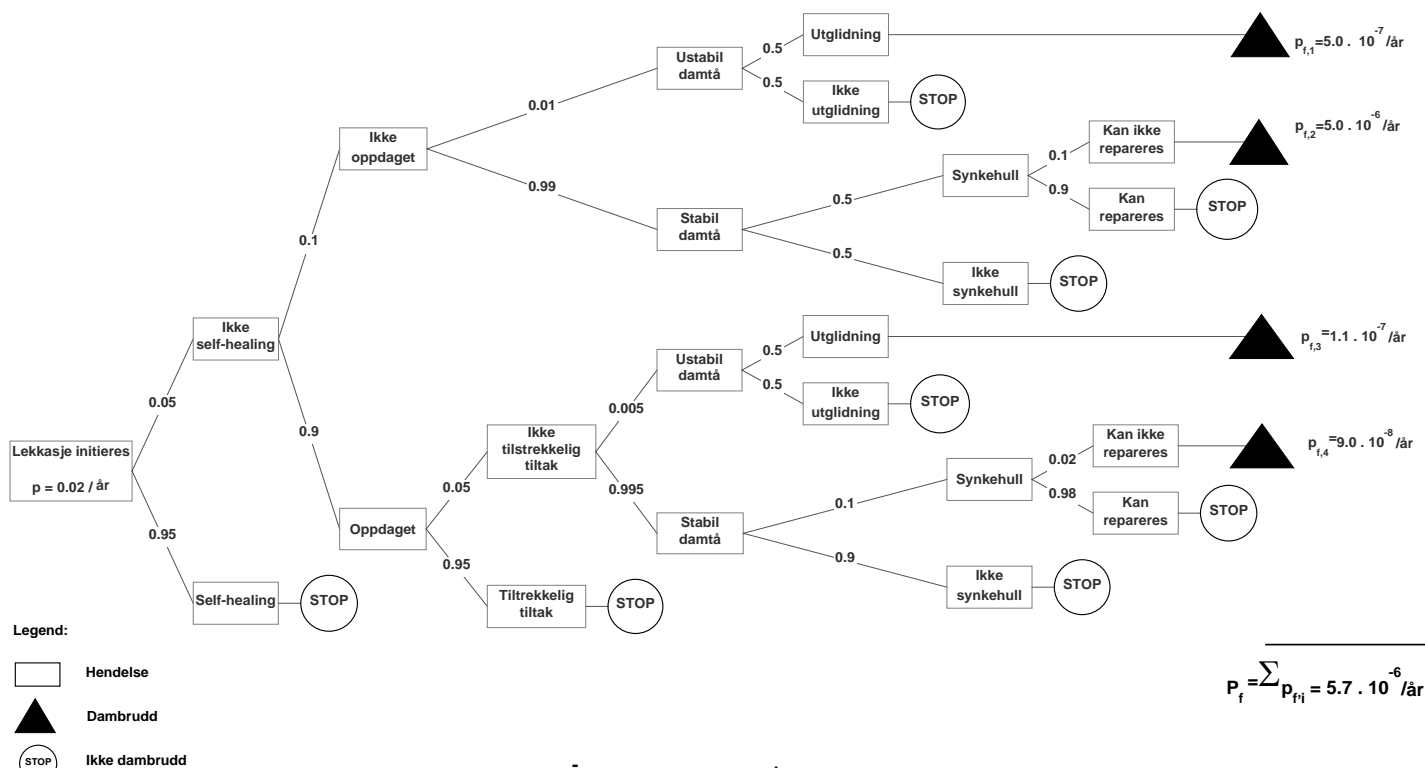 Utglidning
p f,1 =5.0 . 10 -7 /år
0.5
Ustabil
damtå
0.5
Ikke
utglidning
STOP
0.01
Ikke
oppdaget
Kan ikke
repareres
p f,2 =5.0 . 10 -6 /år
0.1
Synkehull
0.9
Kan
repareres
STOP
0.99
0.5
Stabil
damtå
0.5
Ikke
synkehull
STOP
0.1
Ikke
self-healing
Utglidning
p f,3 =1.1 . 10 -7 /år
0.5
Ustabil
damtå
0.5
Ikke
utglidning
STOP
0.05
0.005
0.9
Ikke
tilstrekkelig
tiltak
Kan ikke
repareres
p f,4 =9.0 . 10 -8 /år
Lekkasje initieres
p = 0.02 / år
0.02
Synkehull
0.98
Kan
repareres
STOP
0.05
0.995
0.1
Oppdaget
Stabil
damtå
0.95
0.95
0.9
Ikke
synkehull
STOP
Self-healing
STOP
Tiltrekkelig
tiltak
STOP
Legend:
Hendelse
Dambrudd
STOP
Ikke dambrudd
P f = Σ p f'i = 5.7 . 10 -6 /år